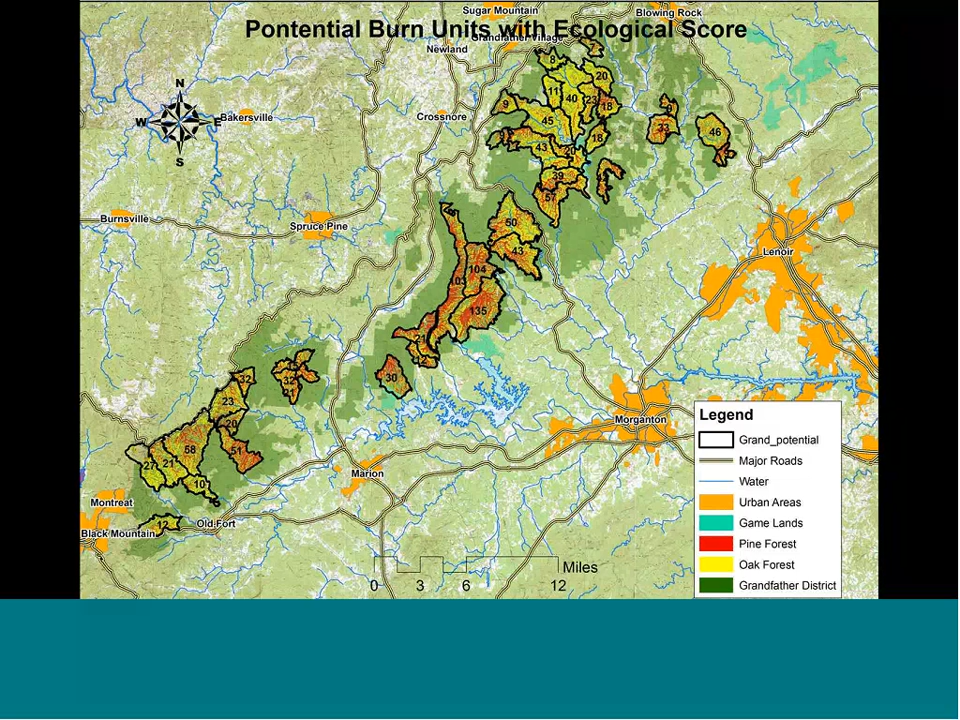 Pontential Burn Units with Ecological Score
Sugar Mountain
Blowing Rock
Grandfather Village
Newland
N
W
E
S
Bakersville
Crossnore
8
20
11
40
23
18
9
45
18
43
20
39
57
33
46
Burnsville
Spruce Pine
50
43
Lenoir
104
103
135
21
12
30
32
32
21
23
20
58
51
27
21
10
12
Morganton
Marion
Montreat
Old Fort
Black Mountain
Miles
0
3
6
12
Legend
Grand_potential
Major Roads
Water
Urban Areas
Game Lands
Pine Forest
Oak Forest
Grandfather District